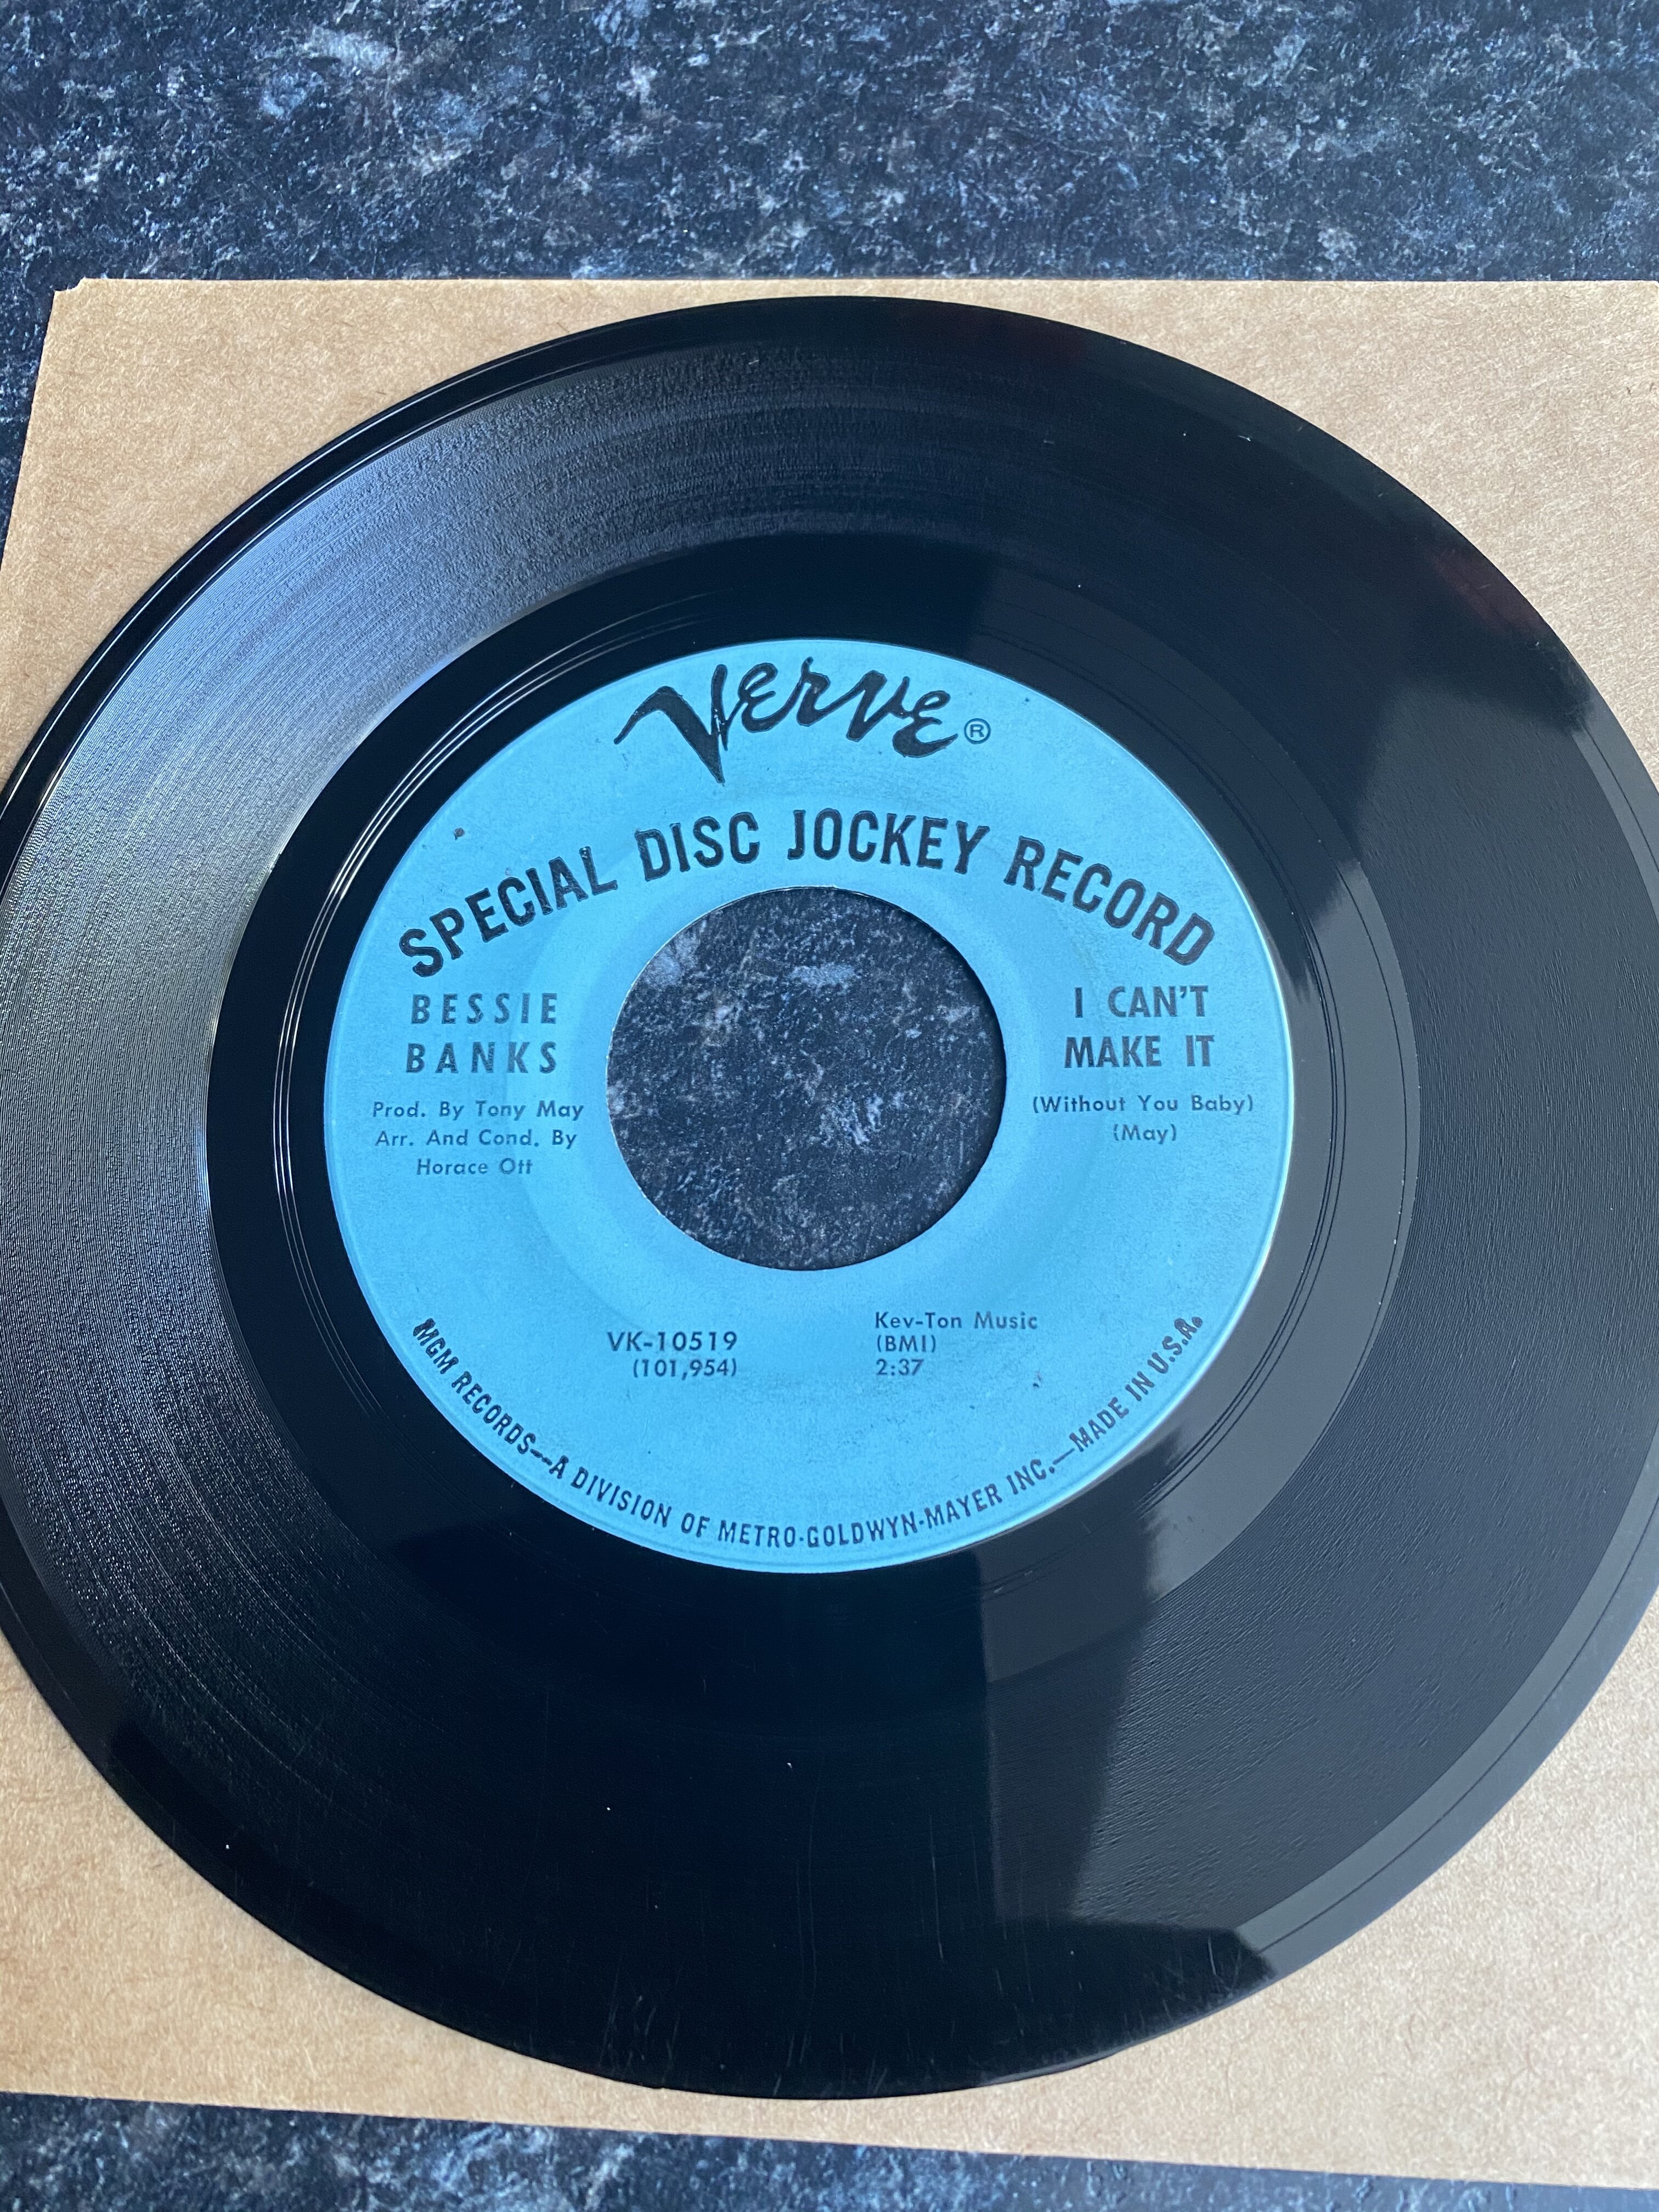 Verve®
SPECIAL DISC JOCKEY RECORD
BESSIE
BANKS
Prod. By Tony May
Arr. And Cond. By
Horace Ott
I CAN'T
MAKE IT
(Without You Baby)
(May)
VK-10519
(101,954)
Kev-Ton Music
(BMI)
2:37
MGM RECORDS—A DIVISION OF METRO-GOLDWYN-MAYER INC.—MADE IN U.S.A.